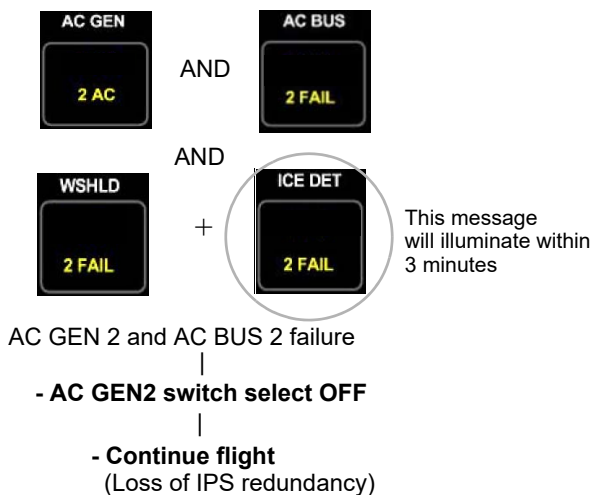 AC GEN
AC BUS
2 AC
AND
2 FAIL
AND
WSHLD
ICE DET
2 FAIL
+
2 FAIL
This message
will illuminate within
3 minutes
AC GEN 2 and AC BUS 2 failure
|
- AC GEN2 switch select OFF
|
- Continue flight
(Loss of IPS redundancy)